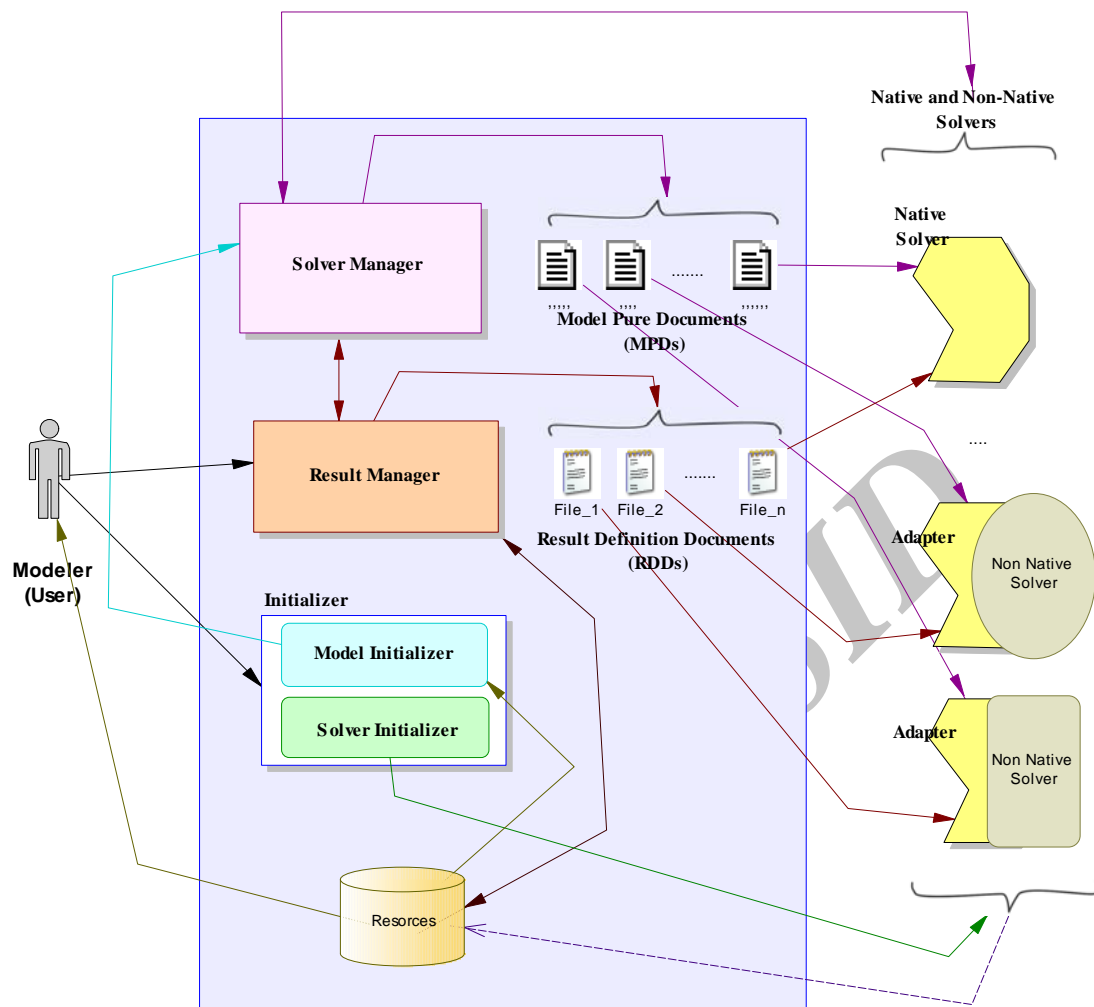 Native and Non-Native
Solvers
Native
Solver
Solver Manager
.......
,,,,,
,,,,
,,,,,,
Model Pure Documents
(MPDs)
Result Manager
.......
File_1
File_2
File_n
Result Definition Documents
(RDDs)
....
Modeler
(User)
Initializer
Model Initializer
Solver Initializer
Adapter
Non Native
Solver
Adapter
Non Native
Solver
Resorces